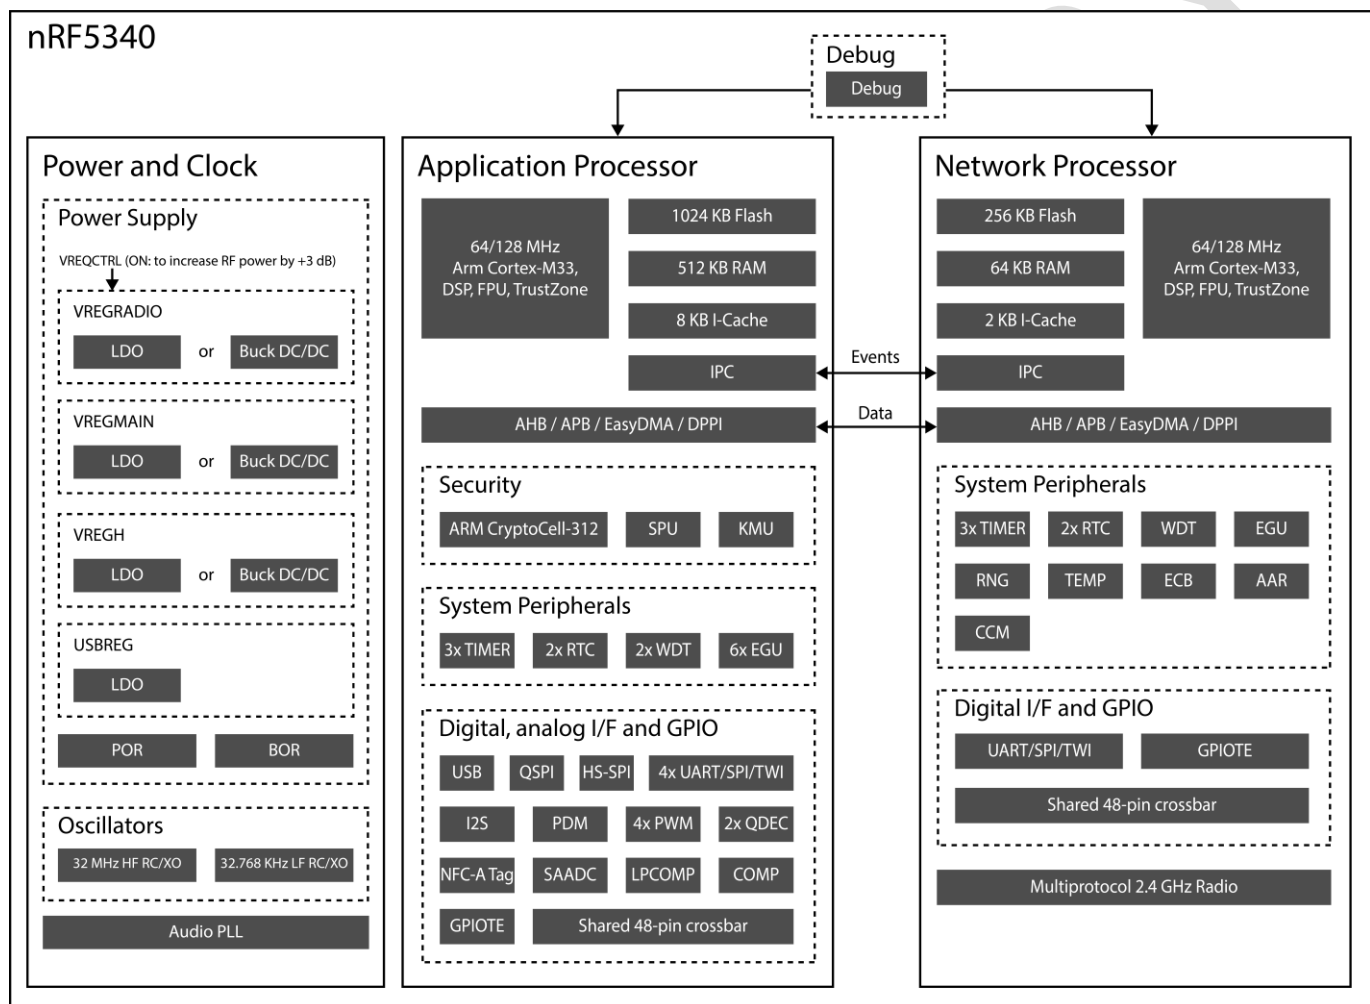 nRF5340
Debug
Debug
Power and Clock
Power Supply
VREQCTRL (ON: to increase RF power by +3 dB)
VREGRADIO
LDO or Buck DC/DC
VREGMAIN
LDO or Buck DC/DC
VREGH
LDO or Buck DC/DC
USBREG
LDO
POR BOR
Oscillators
32 MHz HF RC/XO 32.768 KHz LF RC/XO
Audio PLL
Application Processor
64/128 MHz
Arm Cortex-M33,
DSP, FPU, TrustZone
1024 KB Flash
512 KB RAM
8 KB I-Cache
IPC
AHB / APB / EasyDMA / DPPI
Security
ARM CryptoCell-312 SPU KMU
System Peripherals
3x TIMER 2x RTC 2x WDT 6x EGU
Digital, analog I/F and GPIO
USB QSPI HS-SPI 4x UART/SPI/TWI
I2S PDM 4x PWM 2x QDEC
NFC-A Tag SAADC LPCOMP COMP
GPIOTE Shared 48-pin crossbar
Events
Data
Network Processor
256 KB Flash
64 KB RAM
2 KB I-Cache
IPC
64/128 MHz
Arm Cortex-M33,
DSP, FPU, TrustZone
AHB / APB / EasyDMA / DPPI
System Peripherals
3x TIMER 2x RTC WDT EGU
RNG TEMP ECB AAR
CCM
Digital I/F and GPIO
UART/SPI/TWI GPIOTE
Shared 48-pin crossbar
Multiprotocol 2.4 GHz Radio